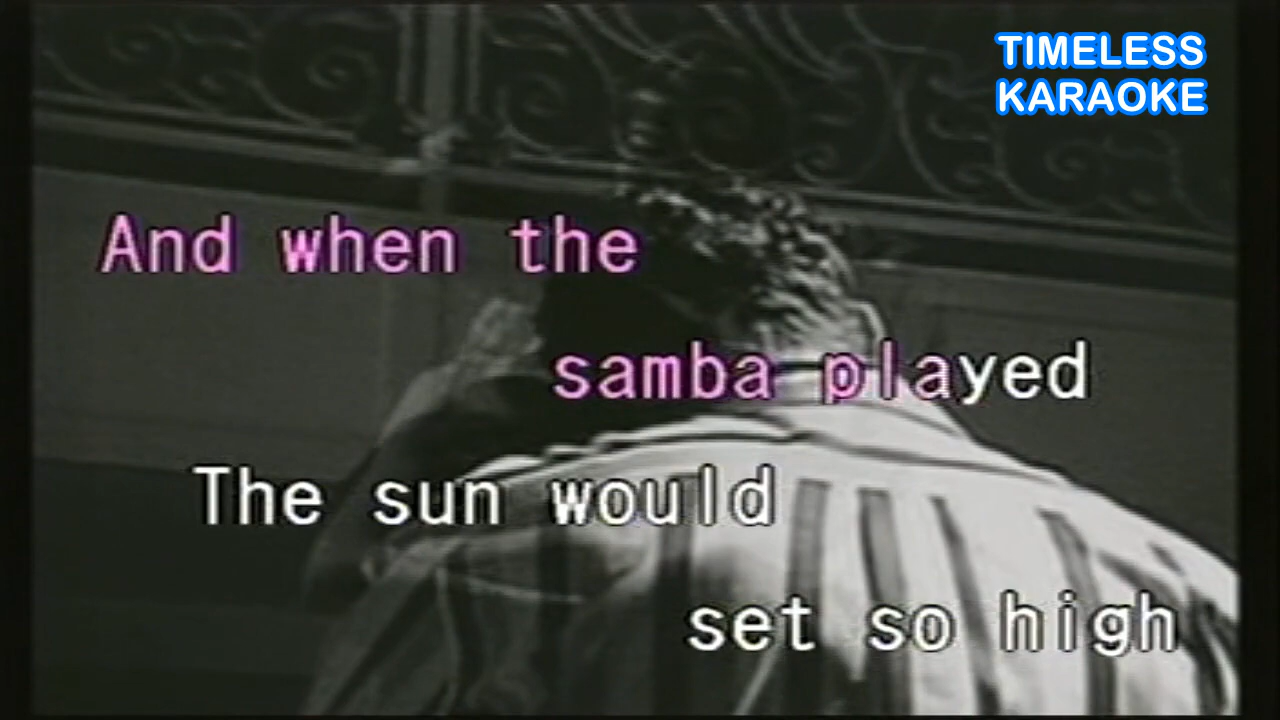 TIMELESS
KARAOKE
And when the
samba played
The sun would
set so high